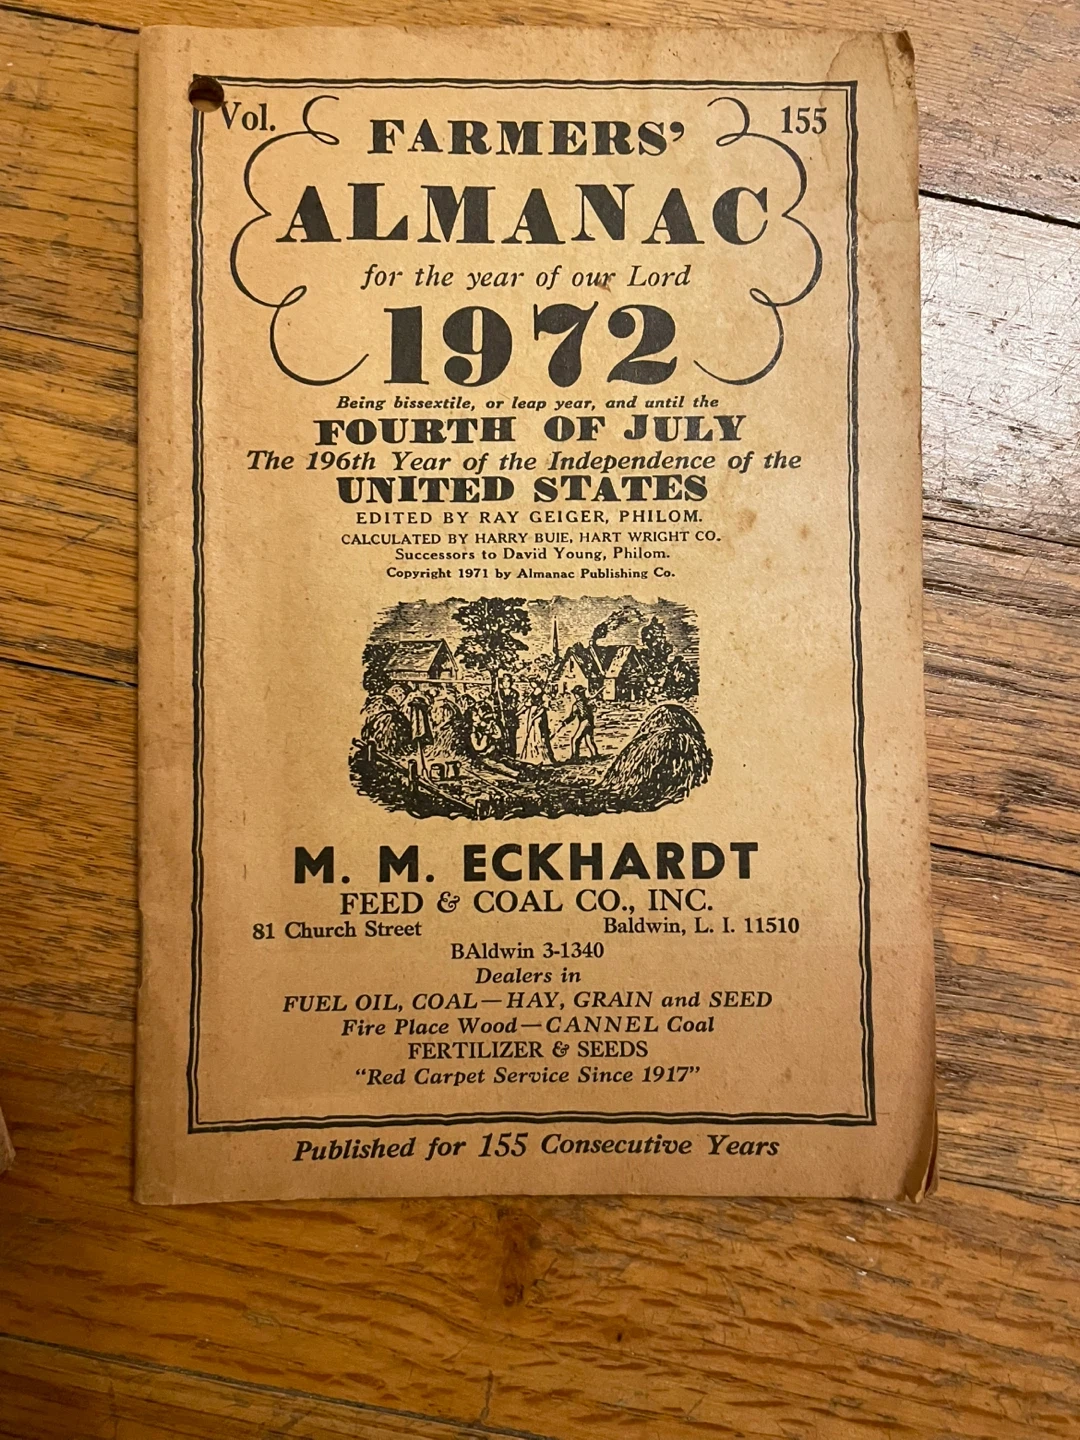 Vol. 155
FARMERS'
ALMANAC
for the year of our Lord
1972
Being bissextile, or leap year, and until the
FOURTH OF JULY
The 196th Year of the Independence of the
UNITED STATES
EDITED BY RAY GEIGER, PHILOM.
CALCULATED BY HARRY BUIE, HART WRIGHT CO.
Successors to David Young, Philom.
Copyright 1971 by Almanac Publishing Co.
M. M. ECKHARDT
FEED & COAL CO., INC.
81 Church Street Baldwin, L. I. 11510
BAldwin 3-1340
Dealers in
FUEL OIL, COAL—HAY, GRAIN and SEED
Fire Place Wood—CANNEL Coal
FERTILIZER & SEEDS
"Red Carpet Service Since 1917"
Published for 155 Consecutive Years